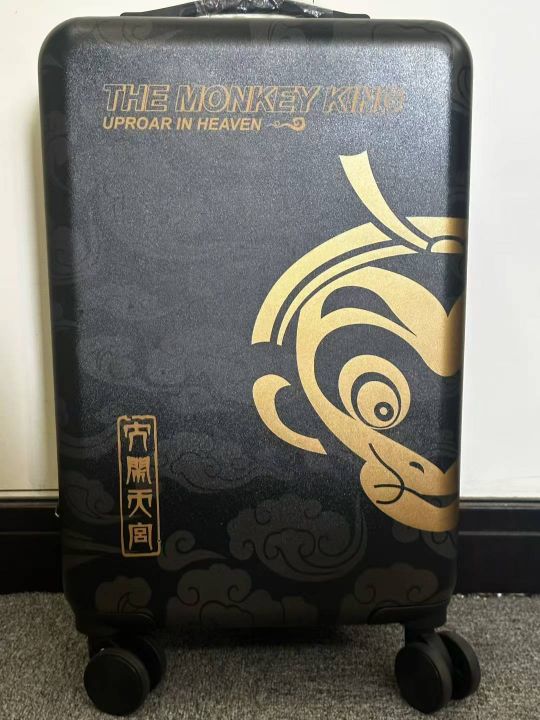 THE MONKEY KING
UPROAR IN HEAVEN
大闹天宫